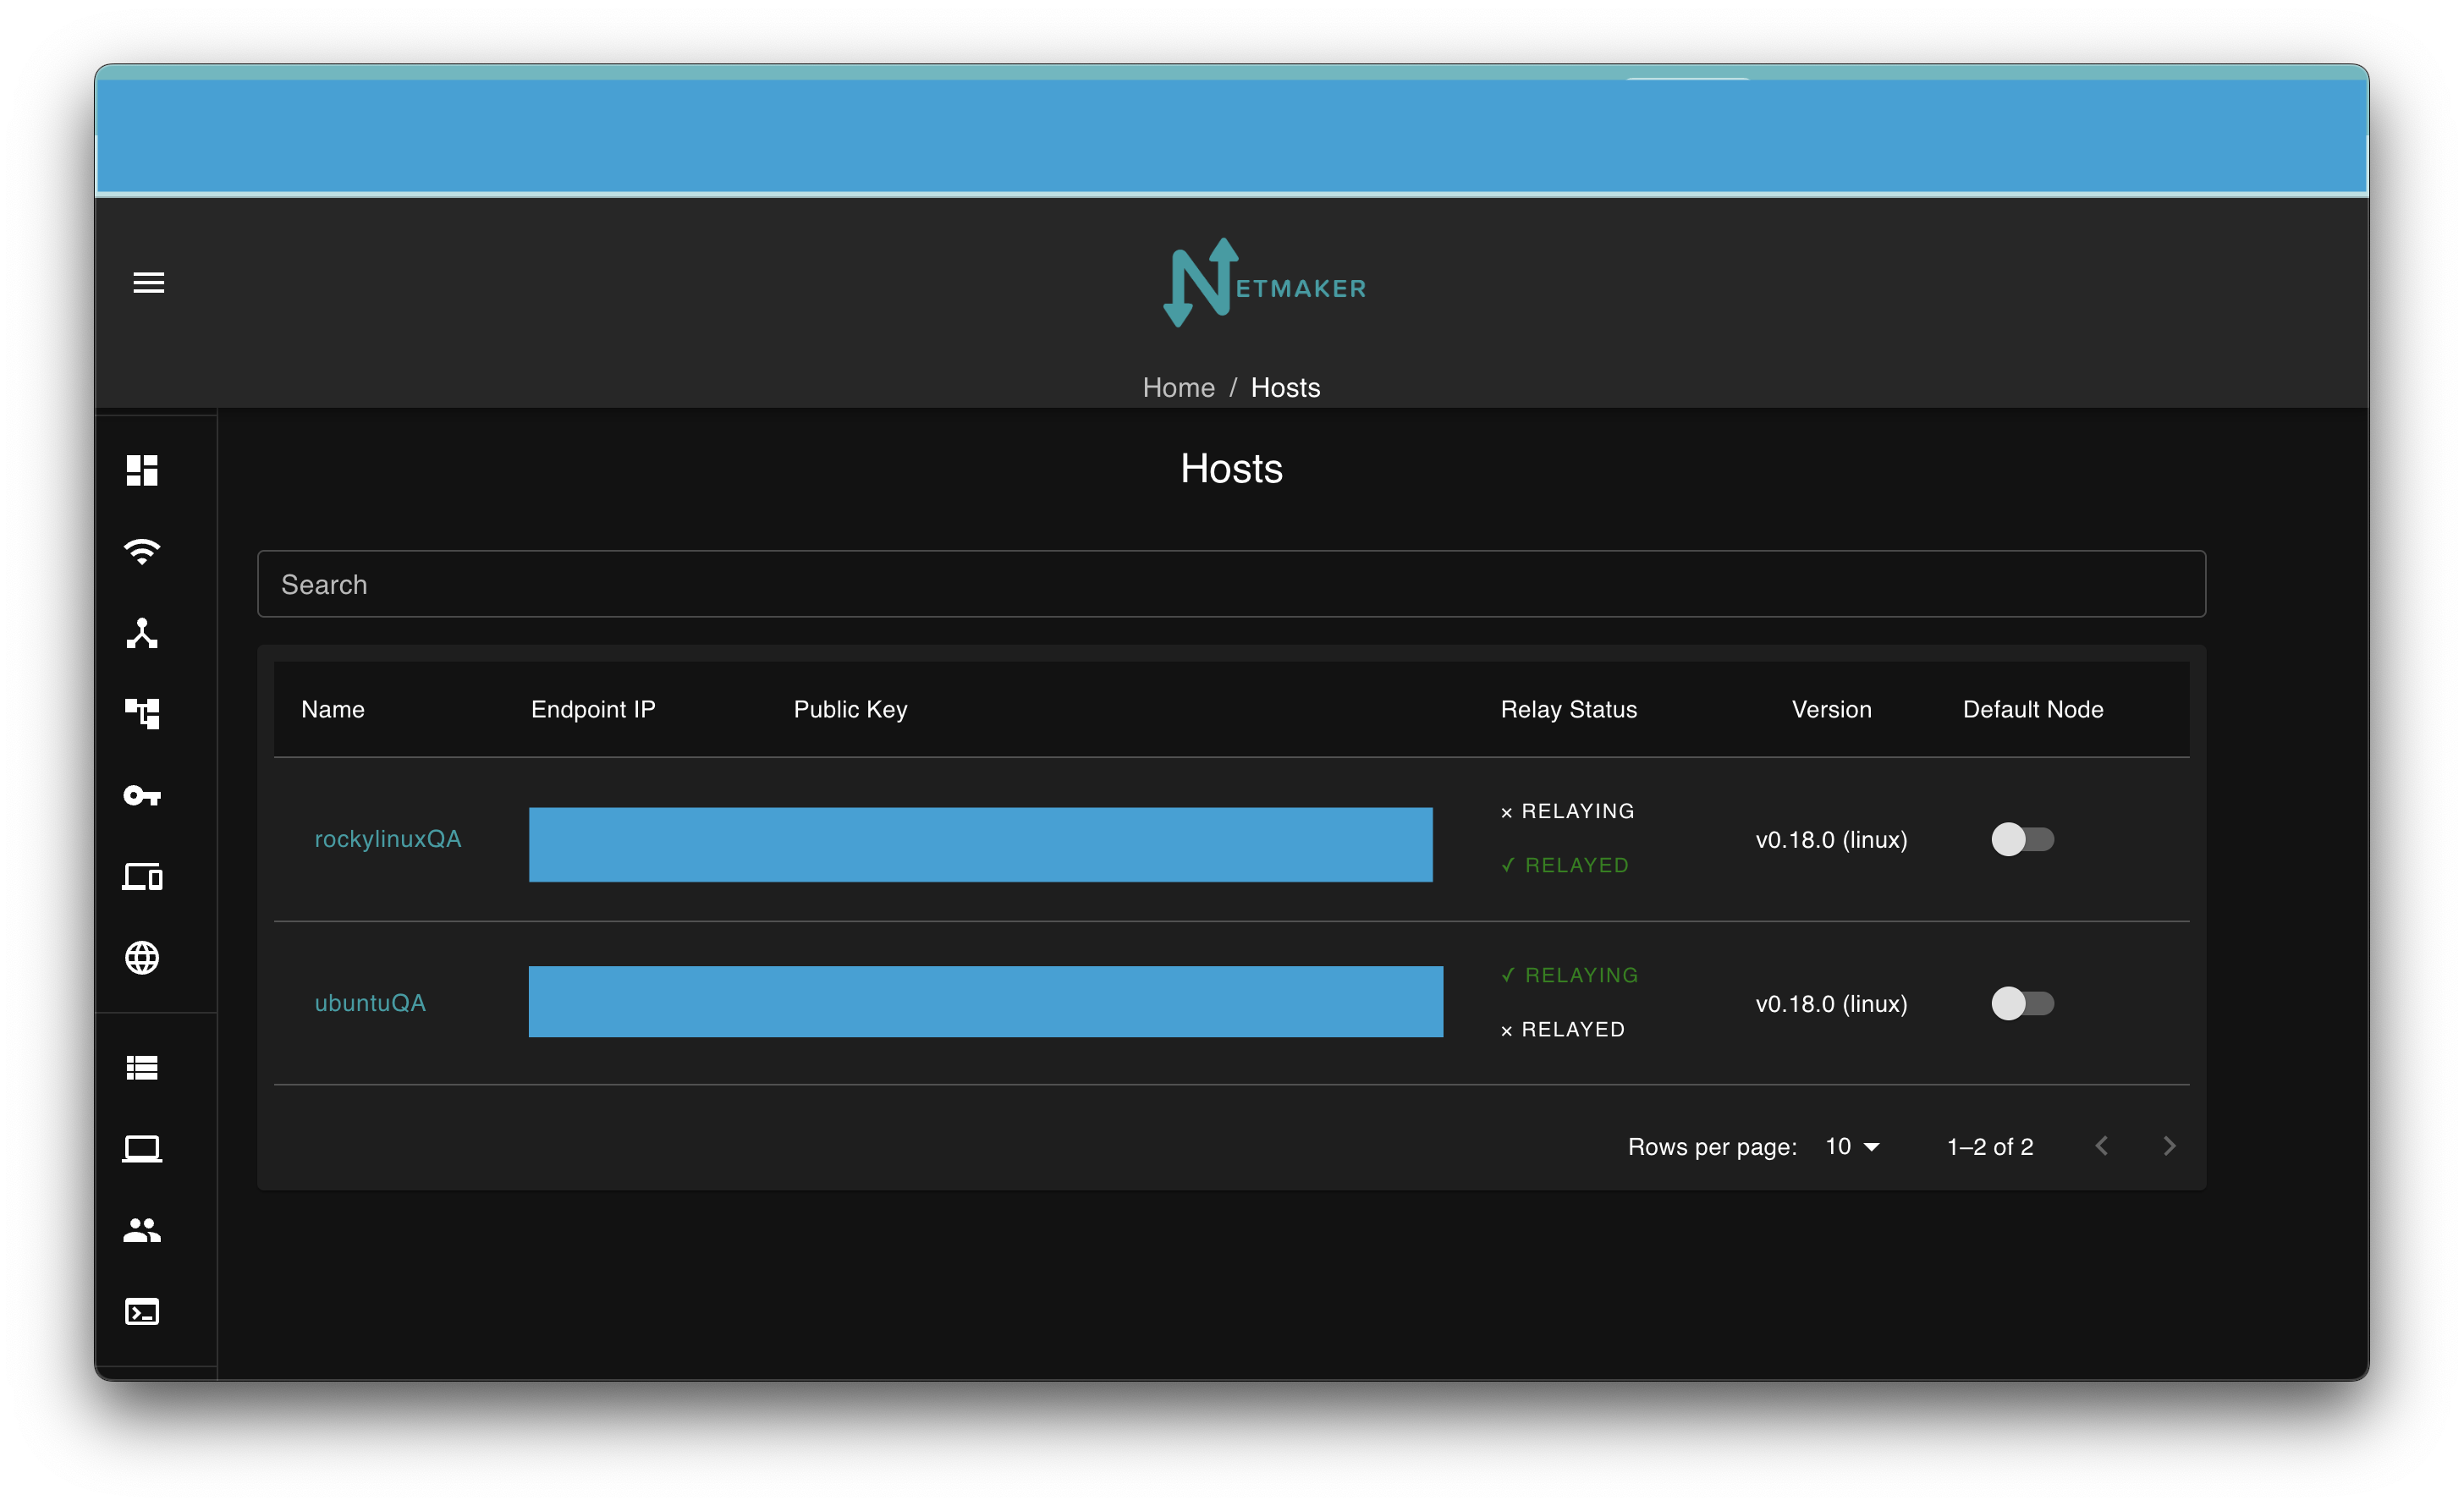 NETMAKER
Home / Hosts
Hosts
Search
Name Endpoint IP Public Key Relay Status Version Default Node
rockylinuxQA × RELAYING ✓ RELAYED v0.18.0 (linux)
ubuntuQA ✓ RELAYING × RELAYED v0.18.0 (linux)
Rows per page: 10 1–2 of 2